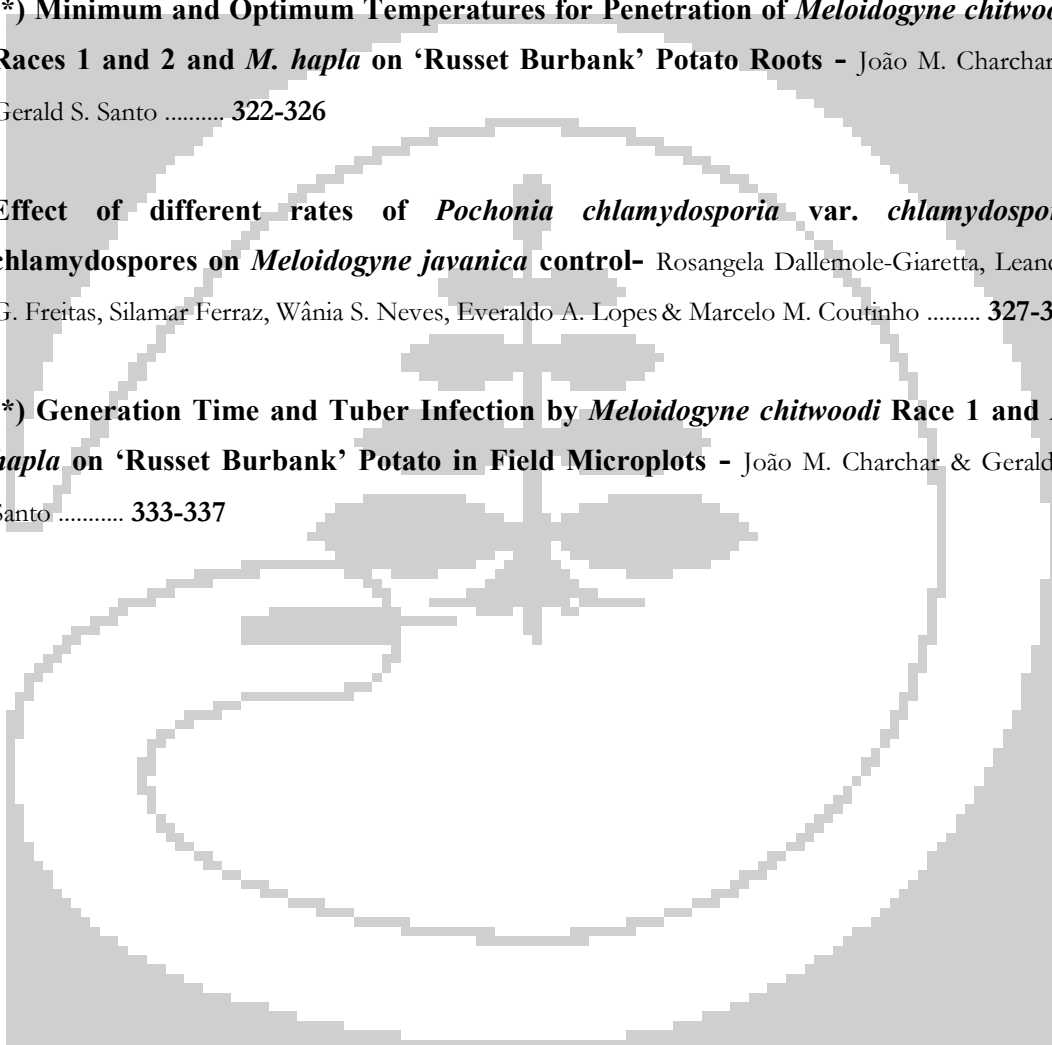 *) Minimum and Optimum Temperatures for Penetration of Meloidogyne chitwoo
Races 1 and 2 and M. hapla on ‘Russet Burbank’ Potato Roots - João M. Charchar
Gerald S. Santo .......... 322-326
Effect of different rates of Pochonia chlamydosporia var. chlamydospor
chlamydospores on Meloidogyne javanica control- Rosangela Dallemole-Giaretta, Leand
G. Freitas, Silamar Ferraz, Wânia S. Neves, Everaldo A. Lopes & Marcelo M. Coutinho ......... 327-3
*) Generation Time and Tuber Infection by Meloidogyne chitwoodi Race 1 and
hapla on ‘Russet Burbank’ Potato in Field Microplots - João M. Charchar & Gerald
Santo ........... 333-337